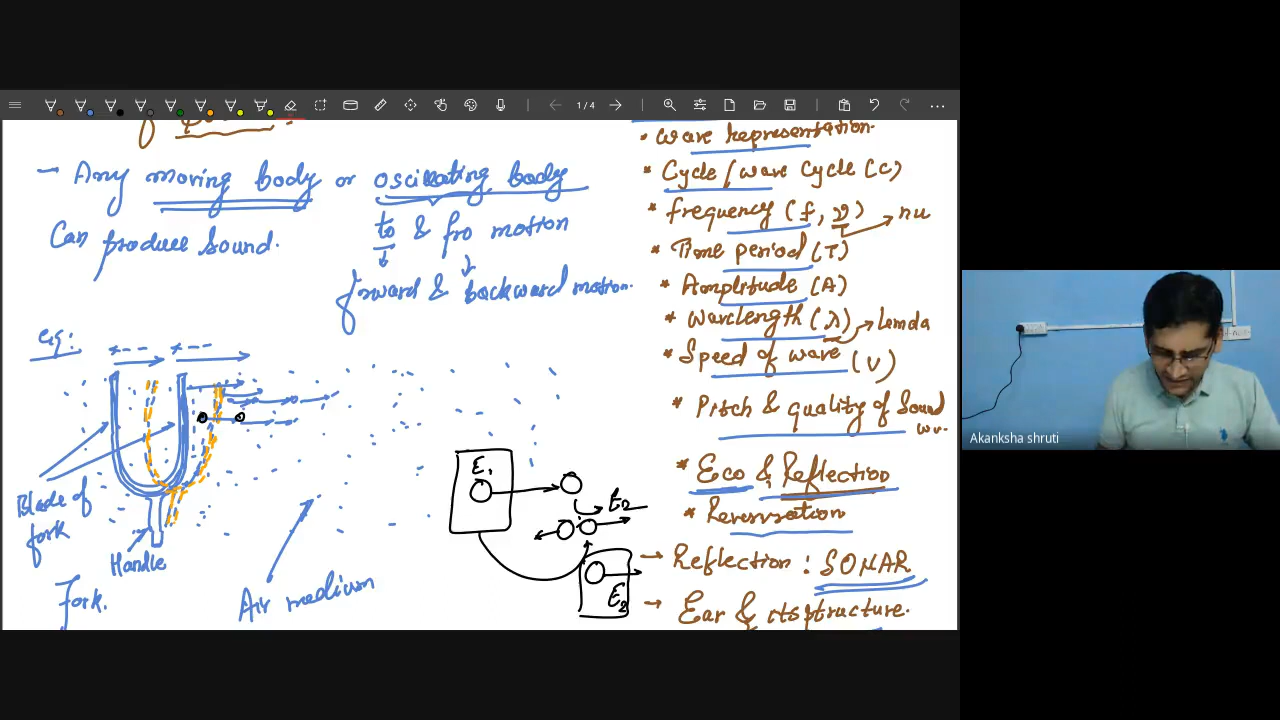 1/4
→ Any moving body or oscillating body
Can produce sound.
to & fro motion
forward & backward motion.
eg:
Blade of
fork
Handle
Fork.
Air medium
E₁
t₂
E₂
* Wave Representation.
* Cycle/wave Cycle (C)
* frequency (f, ν) → nu
* Time period (T)
* Amplitude (A)
* Wavelength (λ) → Lemda
* Speed of wave (v)
* Pitch & quality of Sound
* Eco & Reflection
→ Reflection : SONAR
→ Ear & its structure.
Akanksha shruti